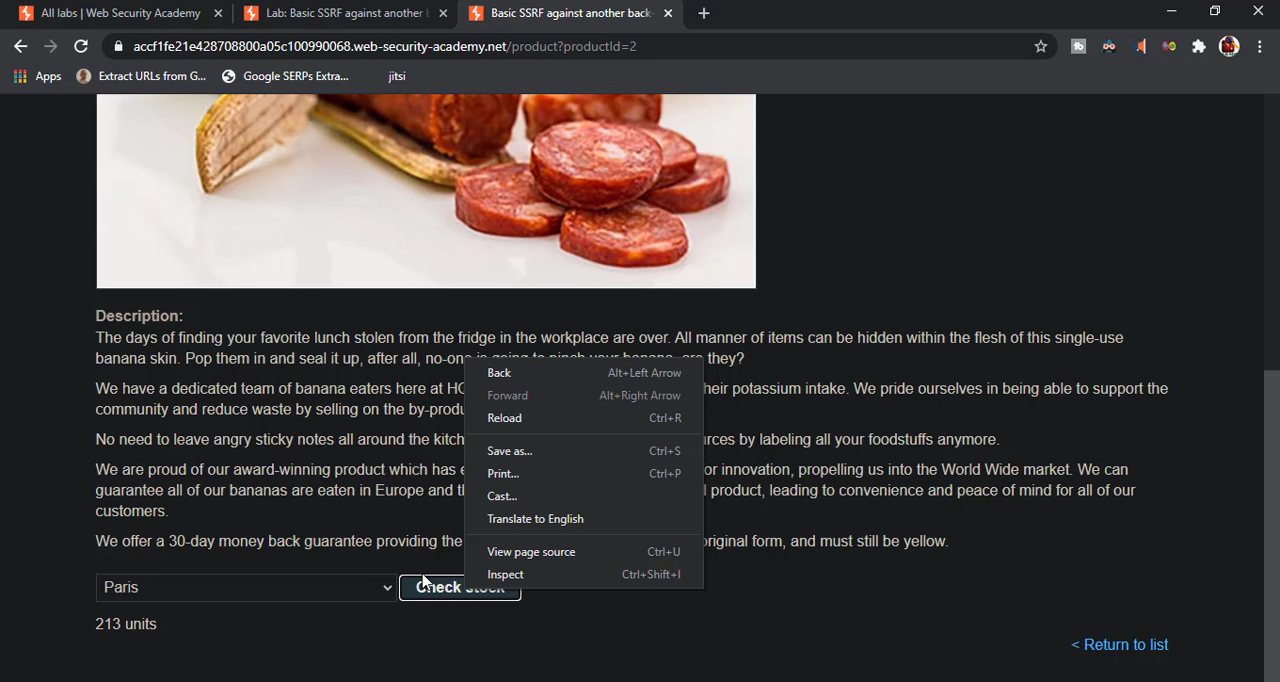 All labs | Web Security Academy
Lab: Basic SSRF against another
Basic SSRF against another back-
accf1fe21e428708800a05c100990068.web-security-academy.net/product?productId=2
Apps
Extract URLs from G...
Google SERPs Extra...
jitsi
Description:
The days of finding your favorite lunch stolen from the fridge in the workplace are over. All manner of items can be hidden within the flesh of this single-use
banana skin. Pop them in and seal it up, after all, no-one is going to pinch your banana, are they?
We have a dedicated team of banana eaters here at heir potassium intake. We pride ourselves in being able to support the
community and reduce waste by selling on the
No need to leave angry sticky notes all around the by labeling all your foodstuffs anymore.
We are proud of our award-winning product which has innovation, propelling us into the World Wide market. We can
guarantee all of our bananas are eaten in Europe and product, leading to convenience and peace of mind for all of our
customers.
We offer a 30-day money back guarantee providing the original form, and must still be yellow.
Back Alt+Left Arrow
Forward Alt+Right Arrow
Reload Ctrl+R
Save as... Ctrl+S
Print... Ctrl+P
Cast...
Translate to English
View page source Ctrl+U
Inspect Ctrl+Shift+I
Paris
Check stock
213 units
< Return to list